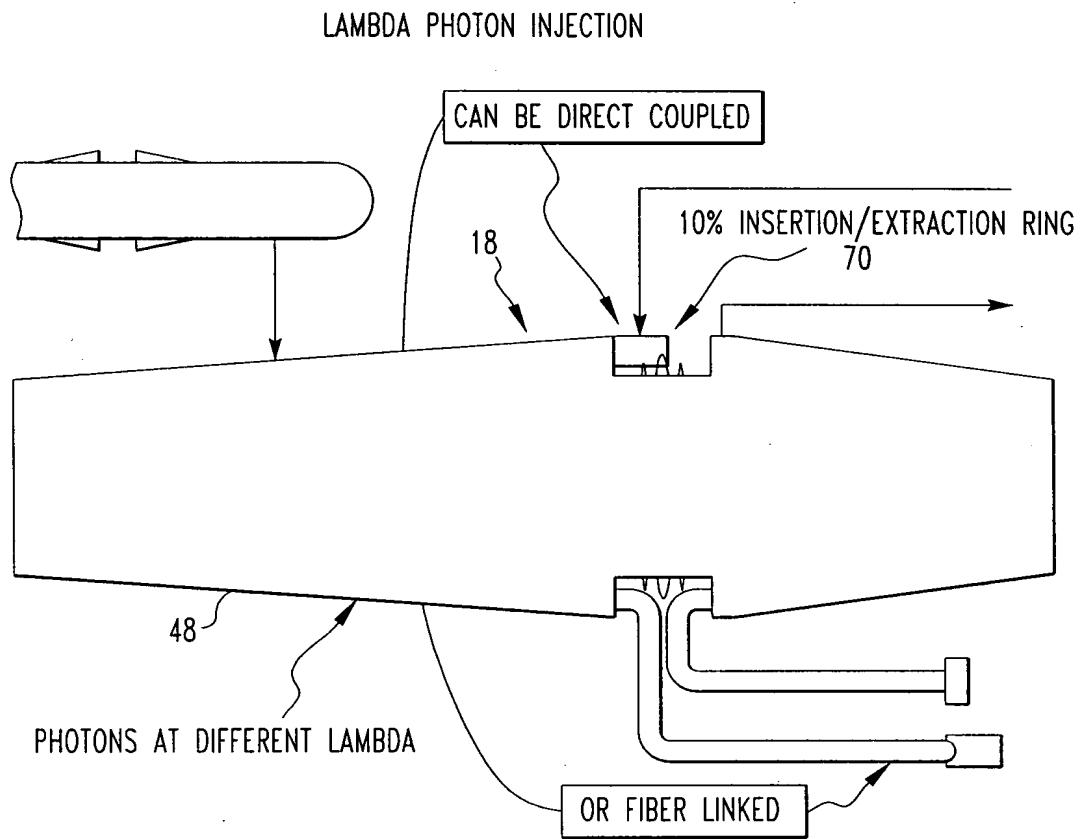 LAMBDA PHOTON INJECTION
CAN BE DIRECT COUPLED
10% INSERTION/EXTRACTION RING
70
18
48
PHOTONS AT DIFFERENT LAMBDA
OR FIBER LINKED